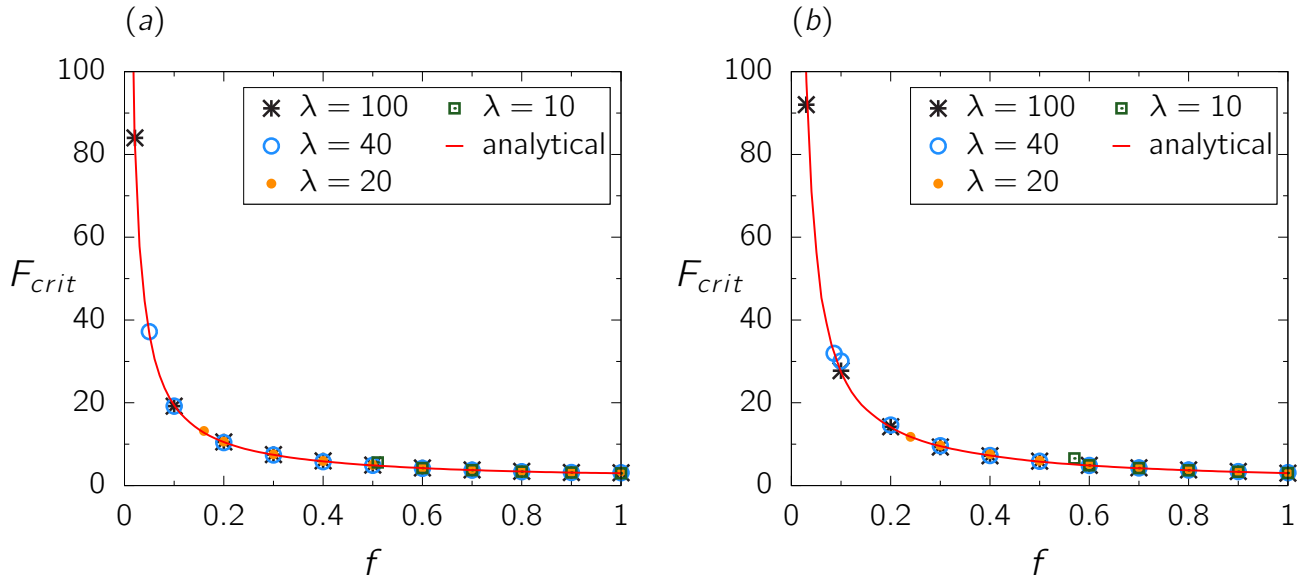 (a)
100
80
60
40
20
0
F_crit
λ = 100
λ = 40
λ = 20
λ = 10
analytical
0 0.2 0.4 0.6 0.8 1
f
(b)
100
80
60
40
20
0
F_crit
λ = 100
λ = 40
λ = 20
λ = 10
analytical
0 0.2 0.4 0.6 0.8 1
f